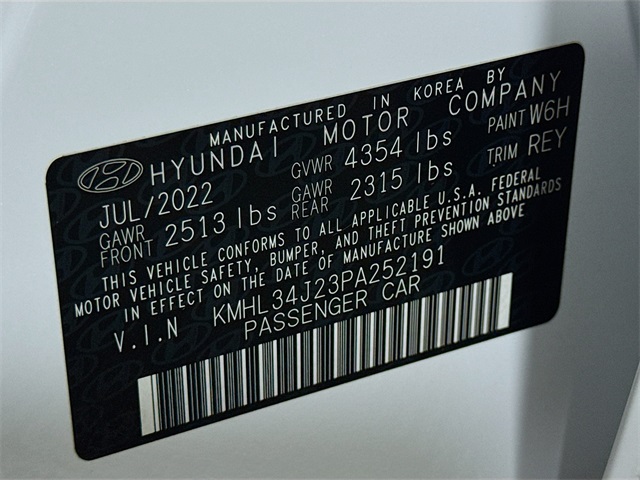 MANUFACTURED IN KOREA BY
HYUNDAI MOTOR COMPANY
JUL/2022 GVWR 4354 lbs PAINT W6H
GAWR FRONT 2513 lbs GAWR REAR 2315 lbs TRIM REY
THIS VEHICLE CONFORMS TO ALL APPLICABLE U.S.A. FEDERAL
MOTOR VEHICLE SAFETY, BUMPER, AND THEFT PREVENTION STANDARDS
IN EFFECT ON THE DATE OF MANUFACTURE SHOWN ABOVE
V.I.N KMHL34J23PA252191
PASSENGER CAR